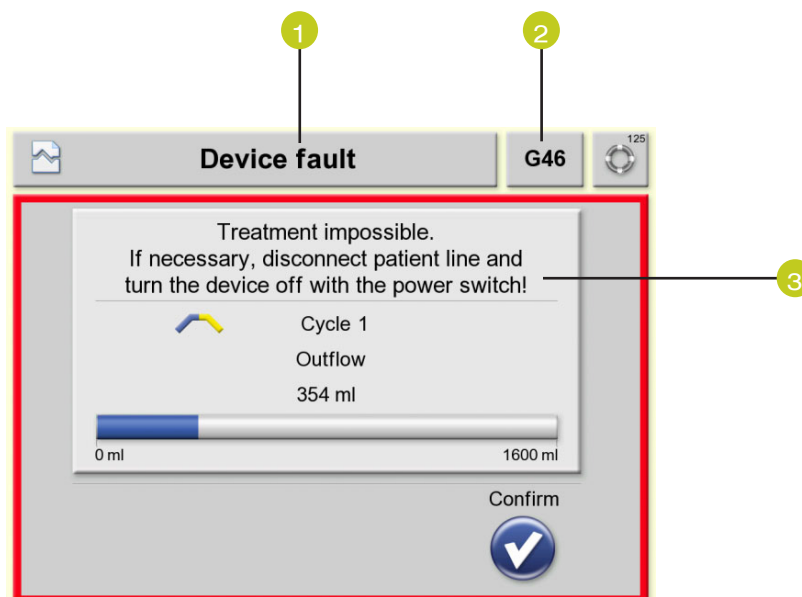 1
2
Device fault
G46
125
Treatment impossible.
If necessary, disconnect patient line and
turn the device off with the power switch!
3
Cycle 1
Outflow
354 ml
0 ml
1600 ml
Confirm